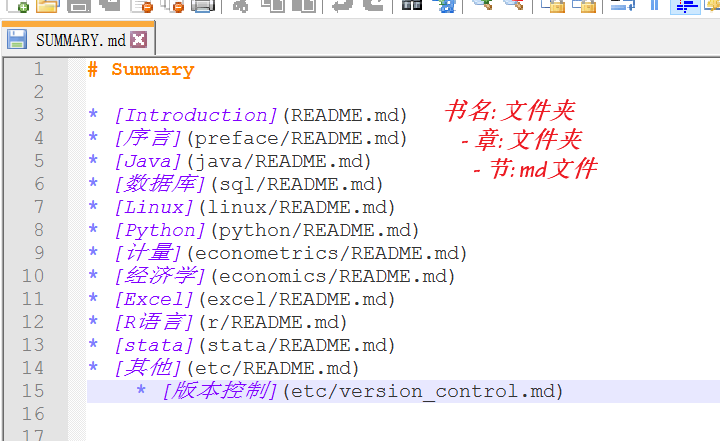 SUMMARY.md
1 # Summary
2
3 * [Introduction](README.md)
4 * [序言](preface/README.md)
5 * [Java](java/README.md)
6 * [数据库](sql/README.md)
7 * [Linux](linux/README.md)
8 * [Python](python/README.md)
9 * [计量](econometrics/README.md)
10 * [经济学](economics/README.md)
11 * [Excel](excel/README.md)
12 * [R语言](r/README.md)
13 * [stata](stata/README.md)
14 * [其他](etc/README.md)
15     * [版本控制](etc/version_control.md)
16
17
书名: 文件夹
- 章: 文件夹
- 节: md文件